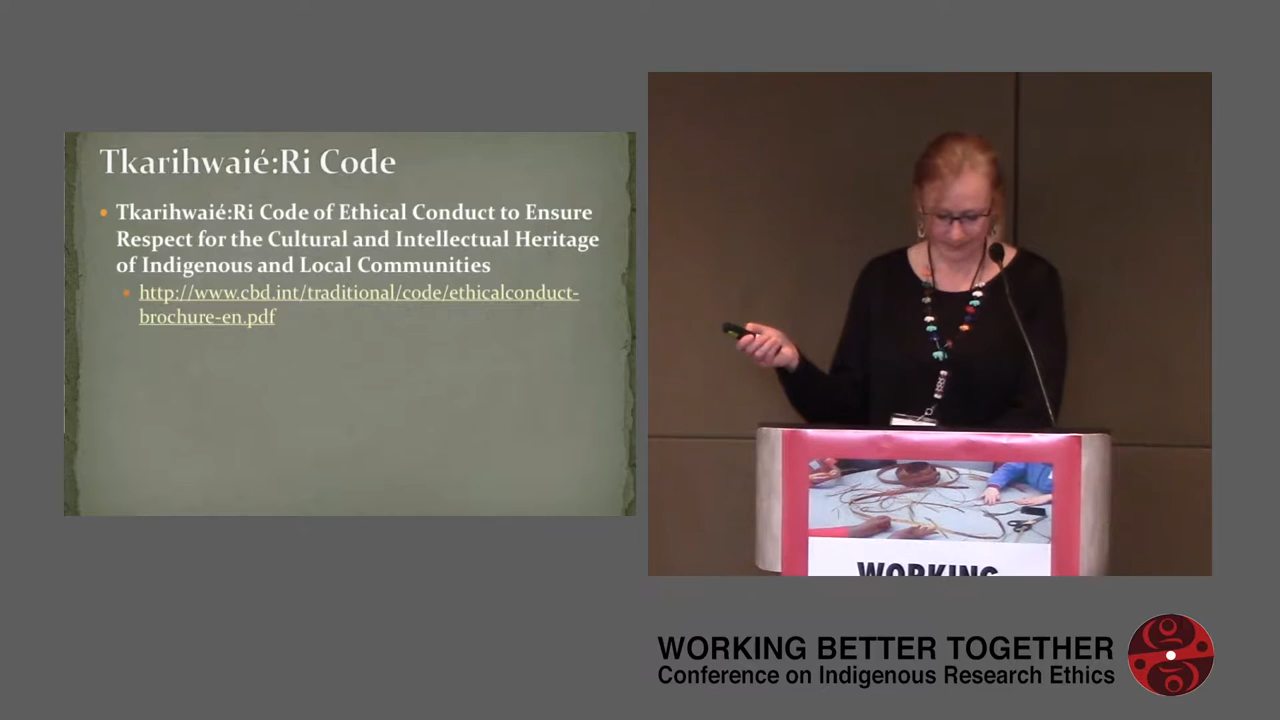 Tkarihwaié:Ri Code
• Tkarihwaié:Ri Code of Ethical Conduct to Ensure
Respect for the Cultural and Intellectual Heritage
of Indigenous and Local Communities
• http://www.cbd.int/traditional/code/ethicalconduct-
brochure-en.pdf
WORKING
WORKING BETTER TOGETHER
Conference on Indigenous Research Ethics